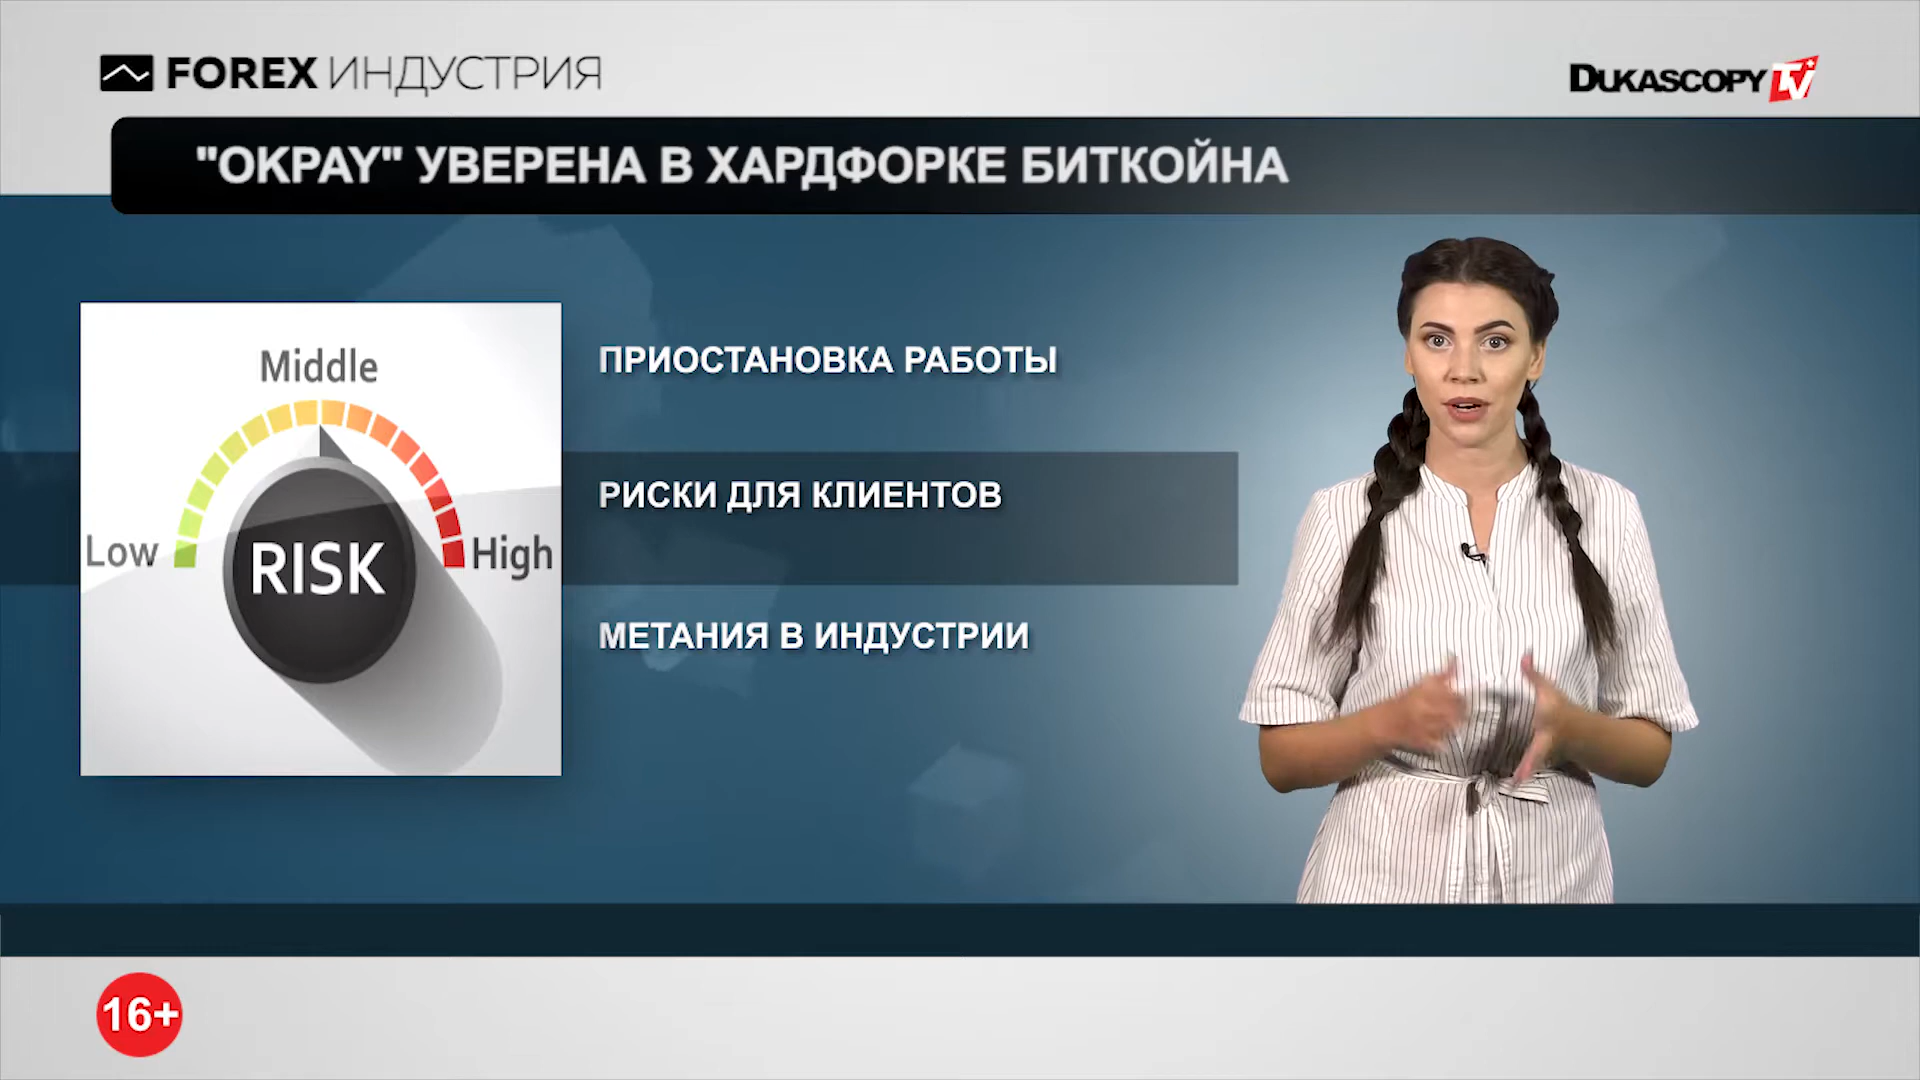 FOREX ИНДУСТРИЯ
DUKASCOPY TV
"OKPAY" УВЕРЕНА В ХАРДФОРКЕ БИТКОЙНА
Middle
Low
High
RISK
ПРИОСТАНОВКА РАБОТЫ
РИСКИ ДЛЯ КЛИЕНТОВ
МЕТАНИЯ В ИНДУСТРИИ
16+